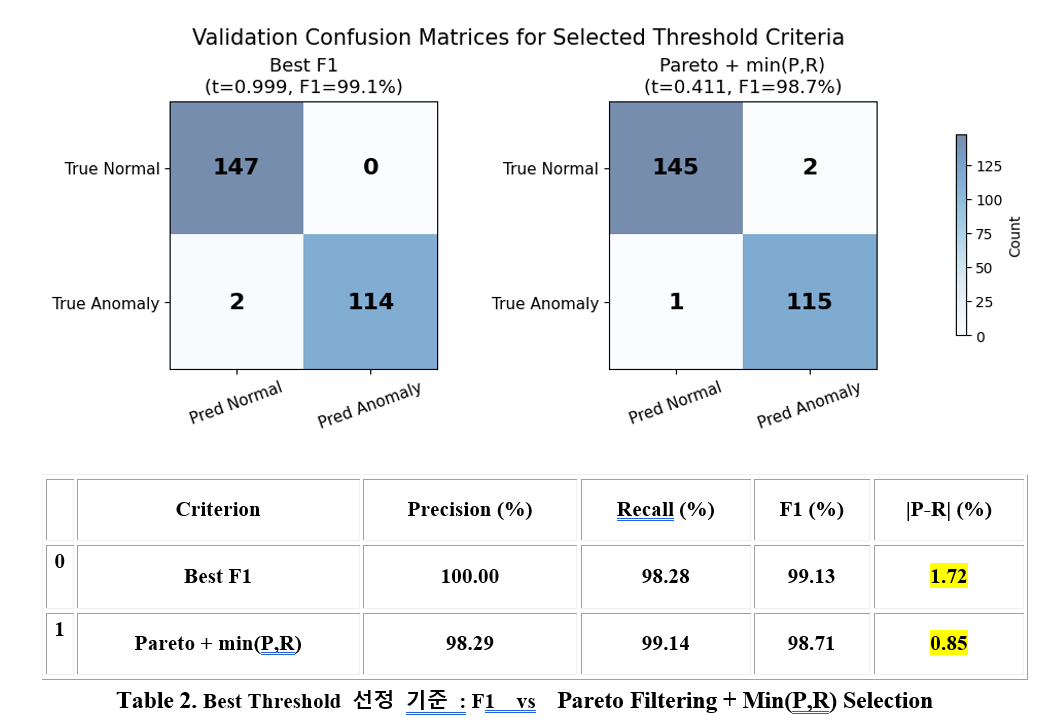 Validation Confusion Matrices for Selected Threshold Criteria
Best F1
(t=0.999, F1=99.1%)
Pareto + min(P,R)
(t=0.411, F1=98.7%)
True Normal
147
0
True Anomaly
2
114
Pred Normal
Pred Anomaly
True Normal
145
2
True Anomaly
1
115
Pred Normal
Pred Anomaly
125
100
75
50
25
0
Count
Criterion Precision (%) Recall (%) F1 (%) |P-R| (%)
0 Best F1 100.00 98.28 99.13 1.72
1 Pareto + min(P,R) 98.29 99.14 98.71 0.85
Table 2. Best Threshold 선정 기준 : F1 vs Pareto Filtering + Min(P,R) Selection